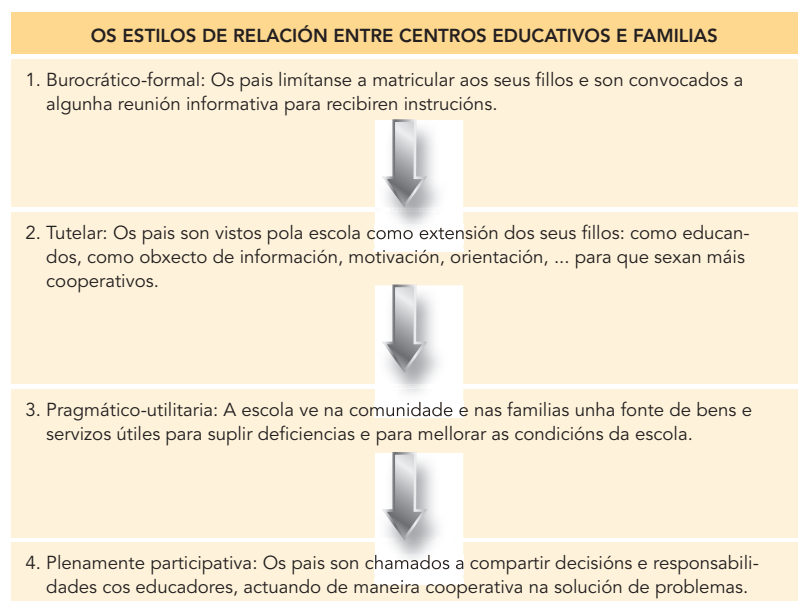 OS ESTILOS DE RELACIÓN ENTRE CENTROS EDUCATIVOS E FAMILIAS
1. Burocrático-formal: Os pais limítanse a matricular aos seus fillos e son convocados a
algunha reunión informativa para recibiren instrucións.
2. Tutelar: Os pais son vistos pola escola como extensión dos seus fillos: como educan-
dos, como obxecto de información, motivación, orientación, ... para que sexan máis
cooperativos.
3. Pragmático-utilitaria: A escola ve na comunidade e nas familias unha fonte de bens e
servizos útiles para suplir deficiencias e para mellorar as condicións da escola.
4. Plenamente participativa: Os pais son chamados a compartir decisións e responsabili-
dades cos educadores, actuando de maneira cooperativa na solución de problemas.